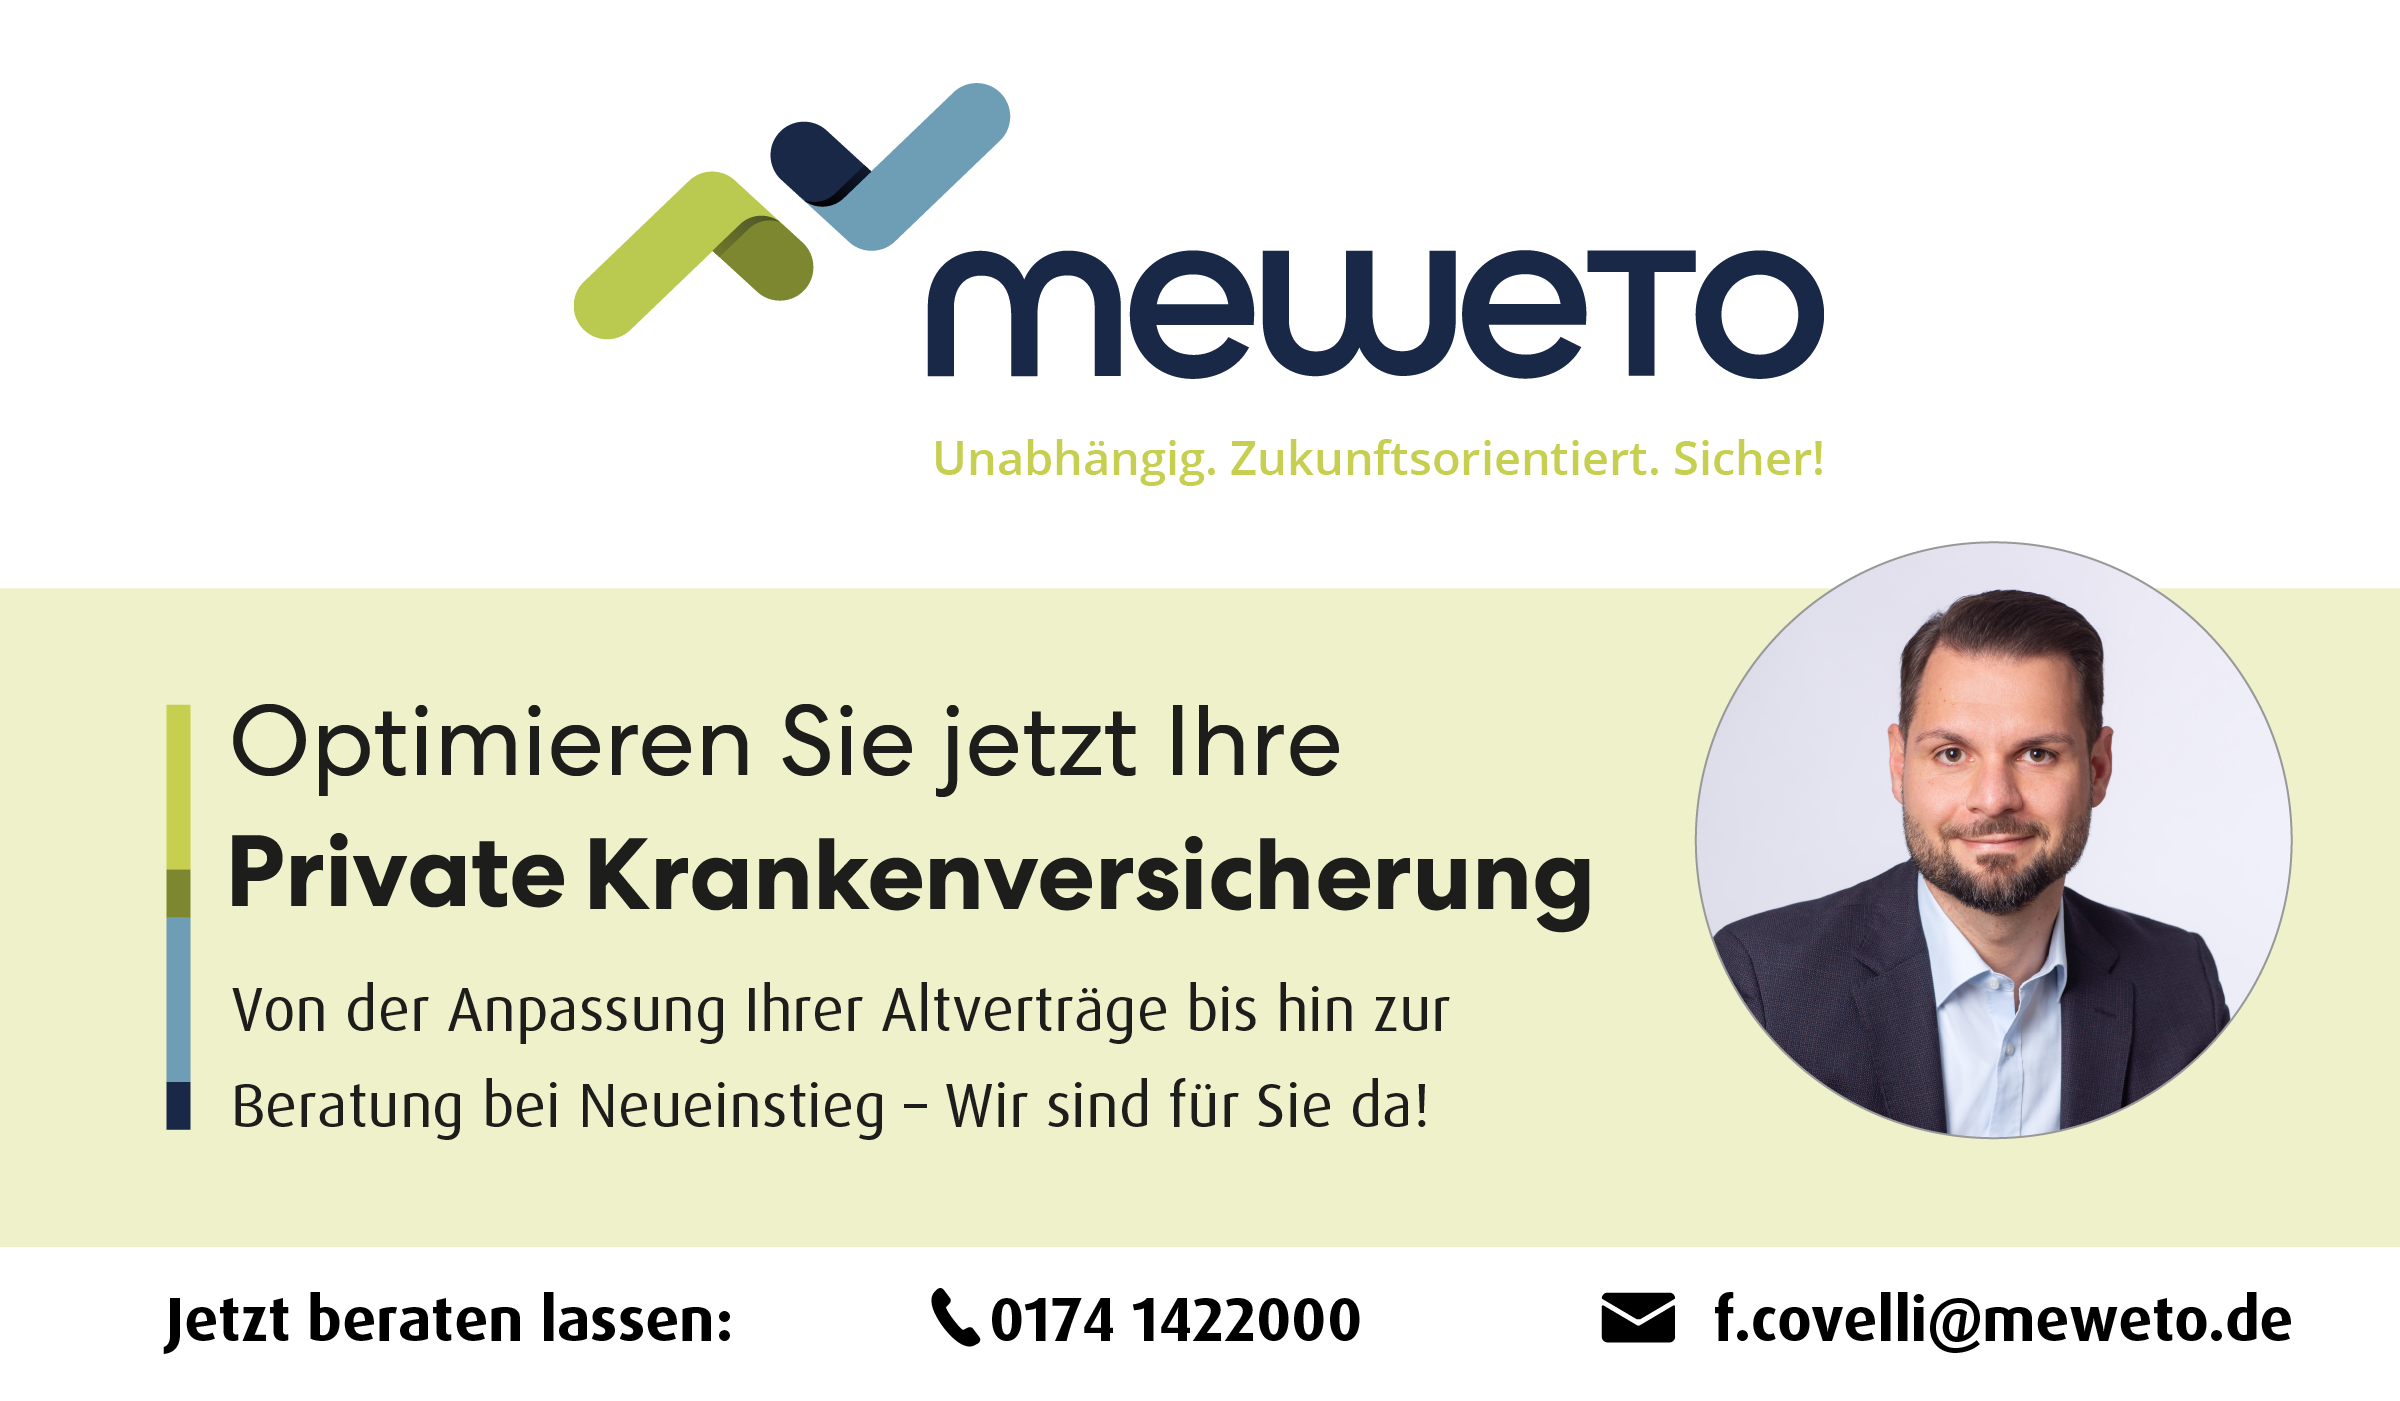 meweto
Unabhängig. Zukunftsorientiert. Sicher!
Optimieren Sie jetzt Ihre
Private Krankenversicherung
Von der Anpassung Ihrer Altverträge bis hin zur
Beratung bei Neueinstieg – Wir sind für Sie da!
Jetzt beraten lassen: 0174 1422000 f.covelli@meweto.de